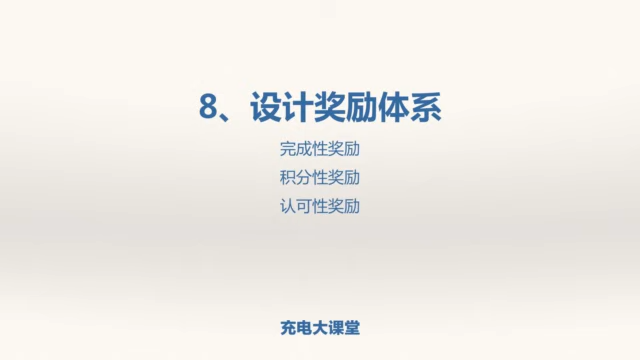 8、设计奖励体系
完成性奖励
积分性奖励
认可性奖励
充电大课堂